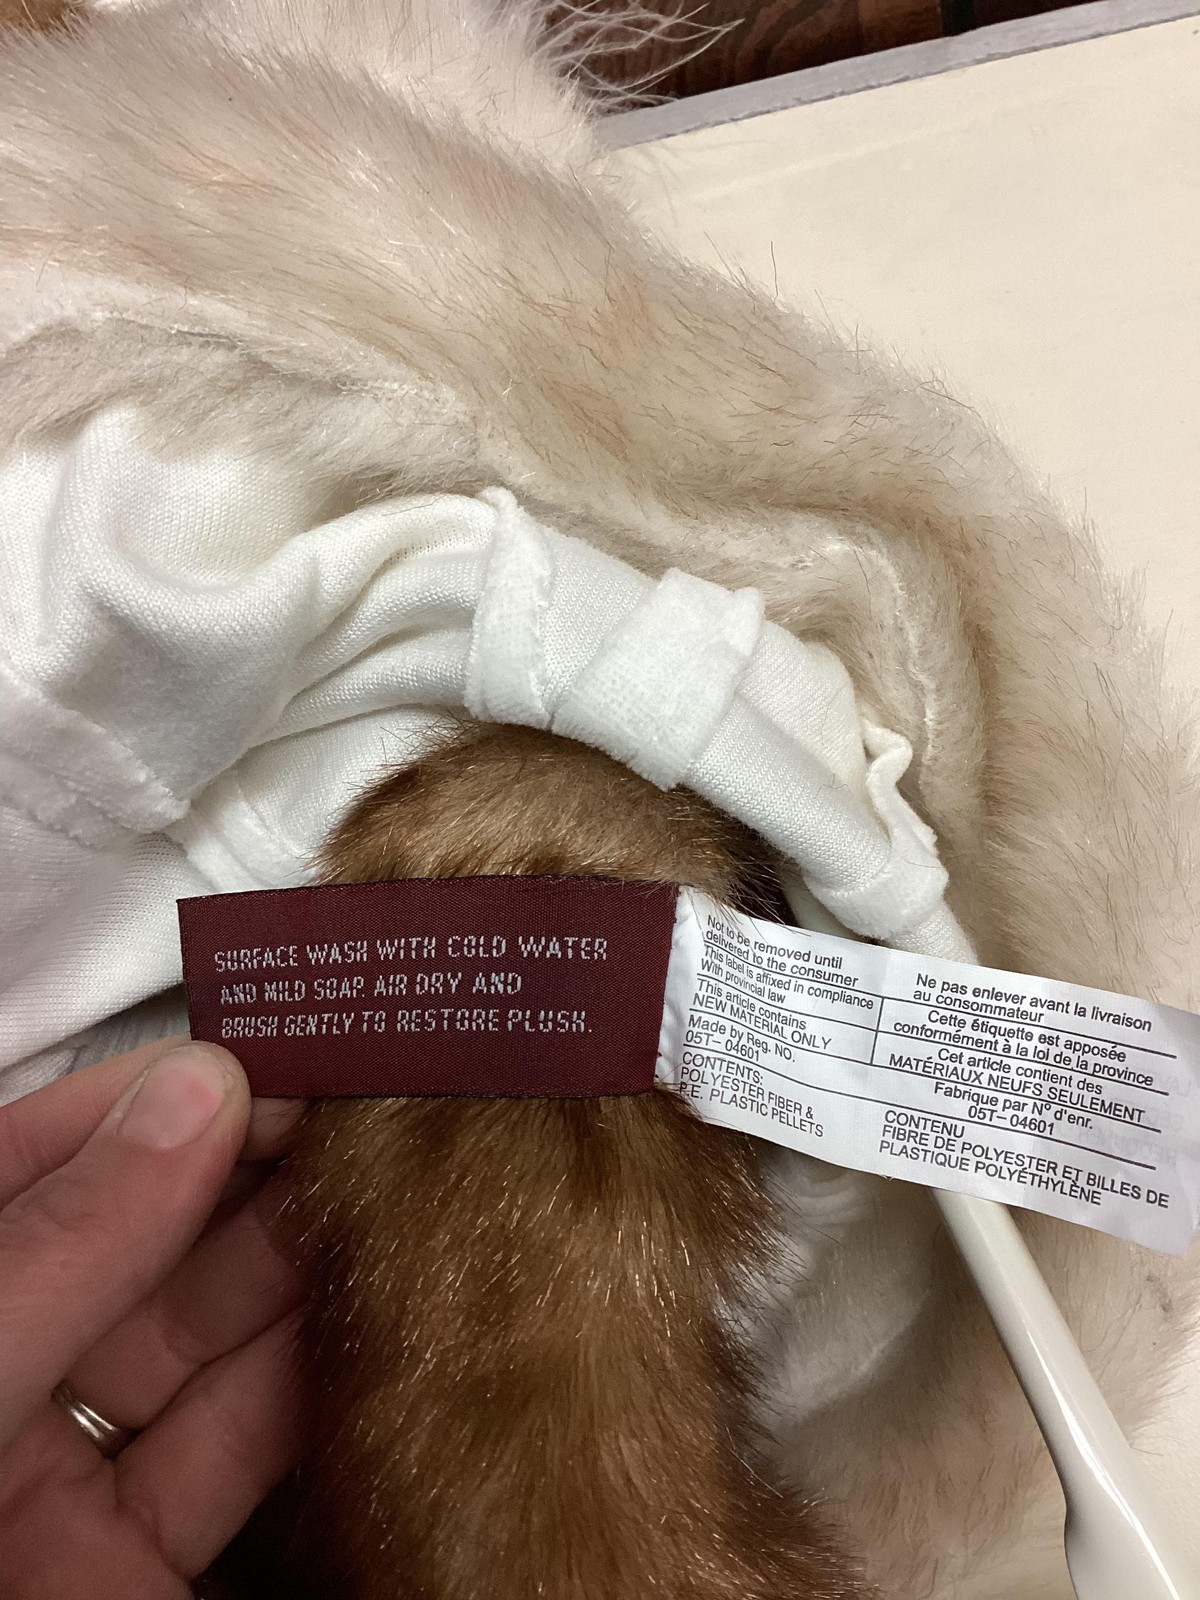 SURFACE WASH WITH COLD WATER
AND MILD SOAP. AIR DRY AND
BRUSH GENTLY TO RESTORE PLUSH.
Not to be removed until
delivered to the consumer
This label is affixed in compliance
With provincial law
This article contains
NEW MATERIAL ONLY
Made by Reg. NO.
05T- 04601
CONTENTS:
POLYESTER FIBER &
P.E. PLASTIC PELLETS
Ne pas enlever avant la livraison
au consommateur
Cette étiquette est apposée
conformément à la loi de la province
Cet article contient des
MATÉRIAUX NEUFS SEULEMENT
Fabrique par Nº d'enr.
05T- 04601
CONTENU
FIBRE DE POLYESTER ET BILLES DE
PLASTIQUE POLYÉTHYLÈNE